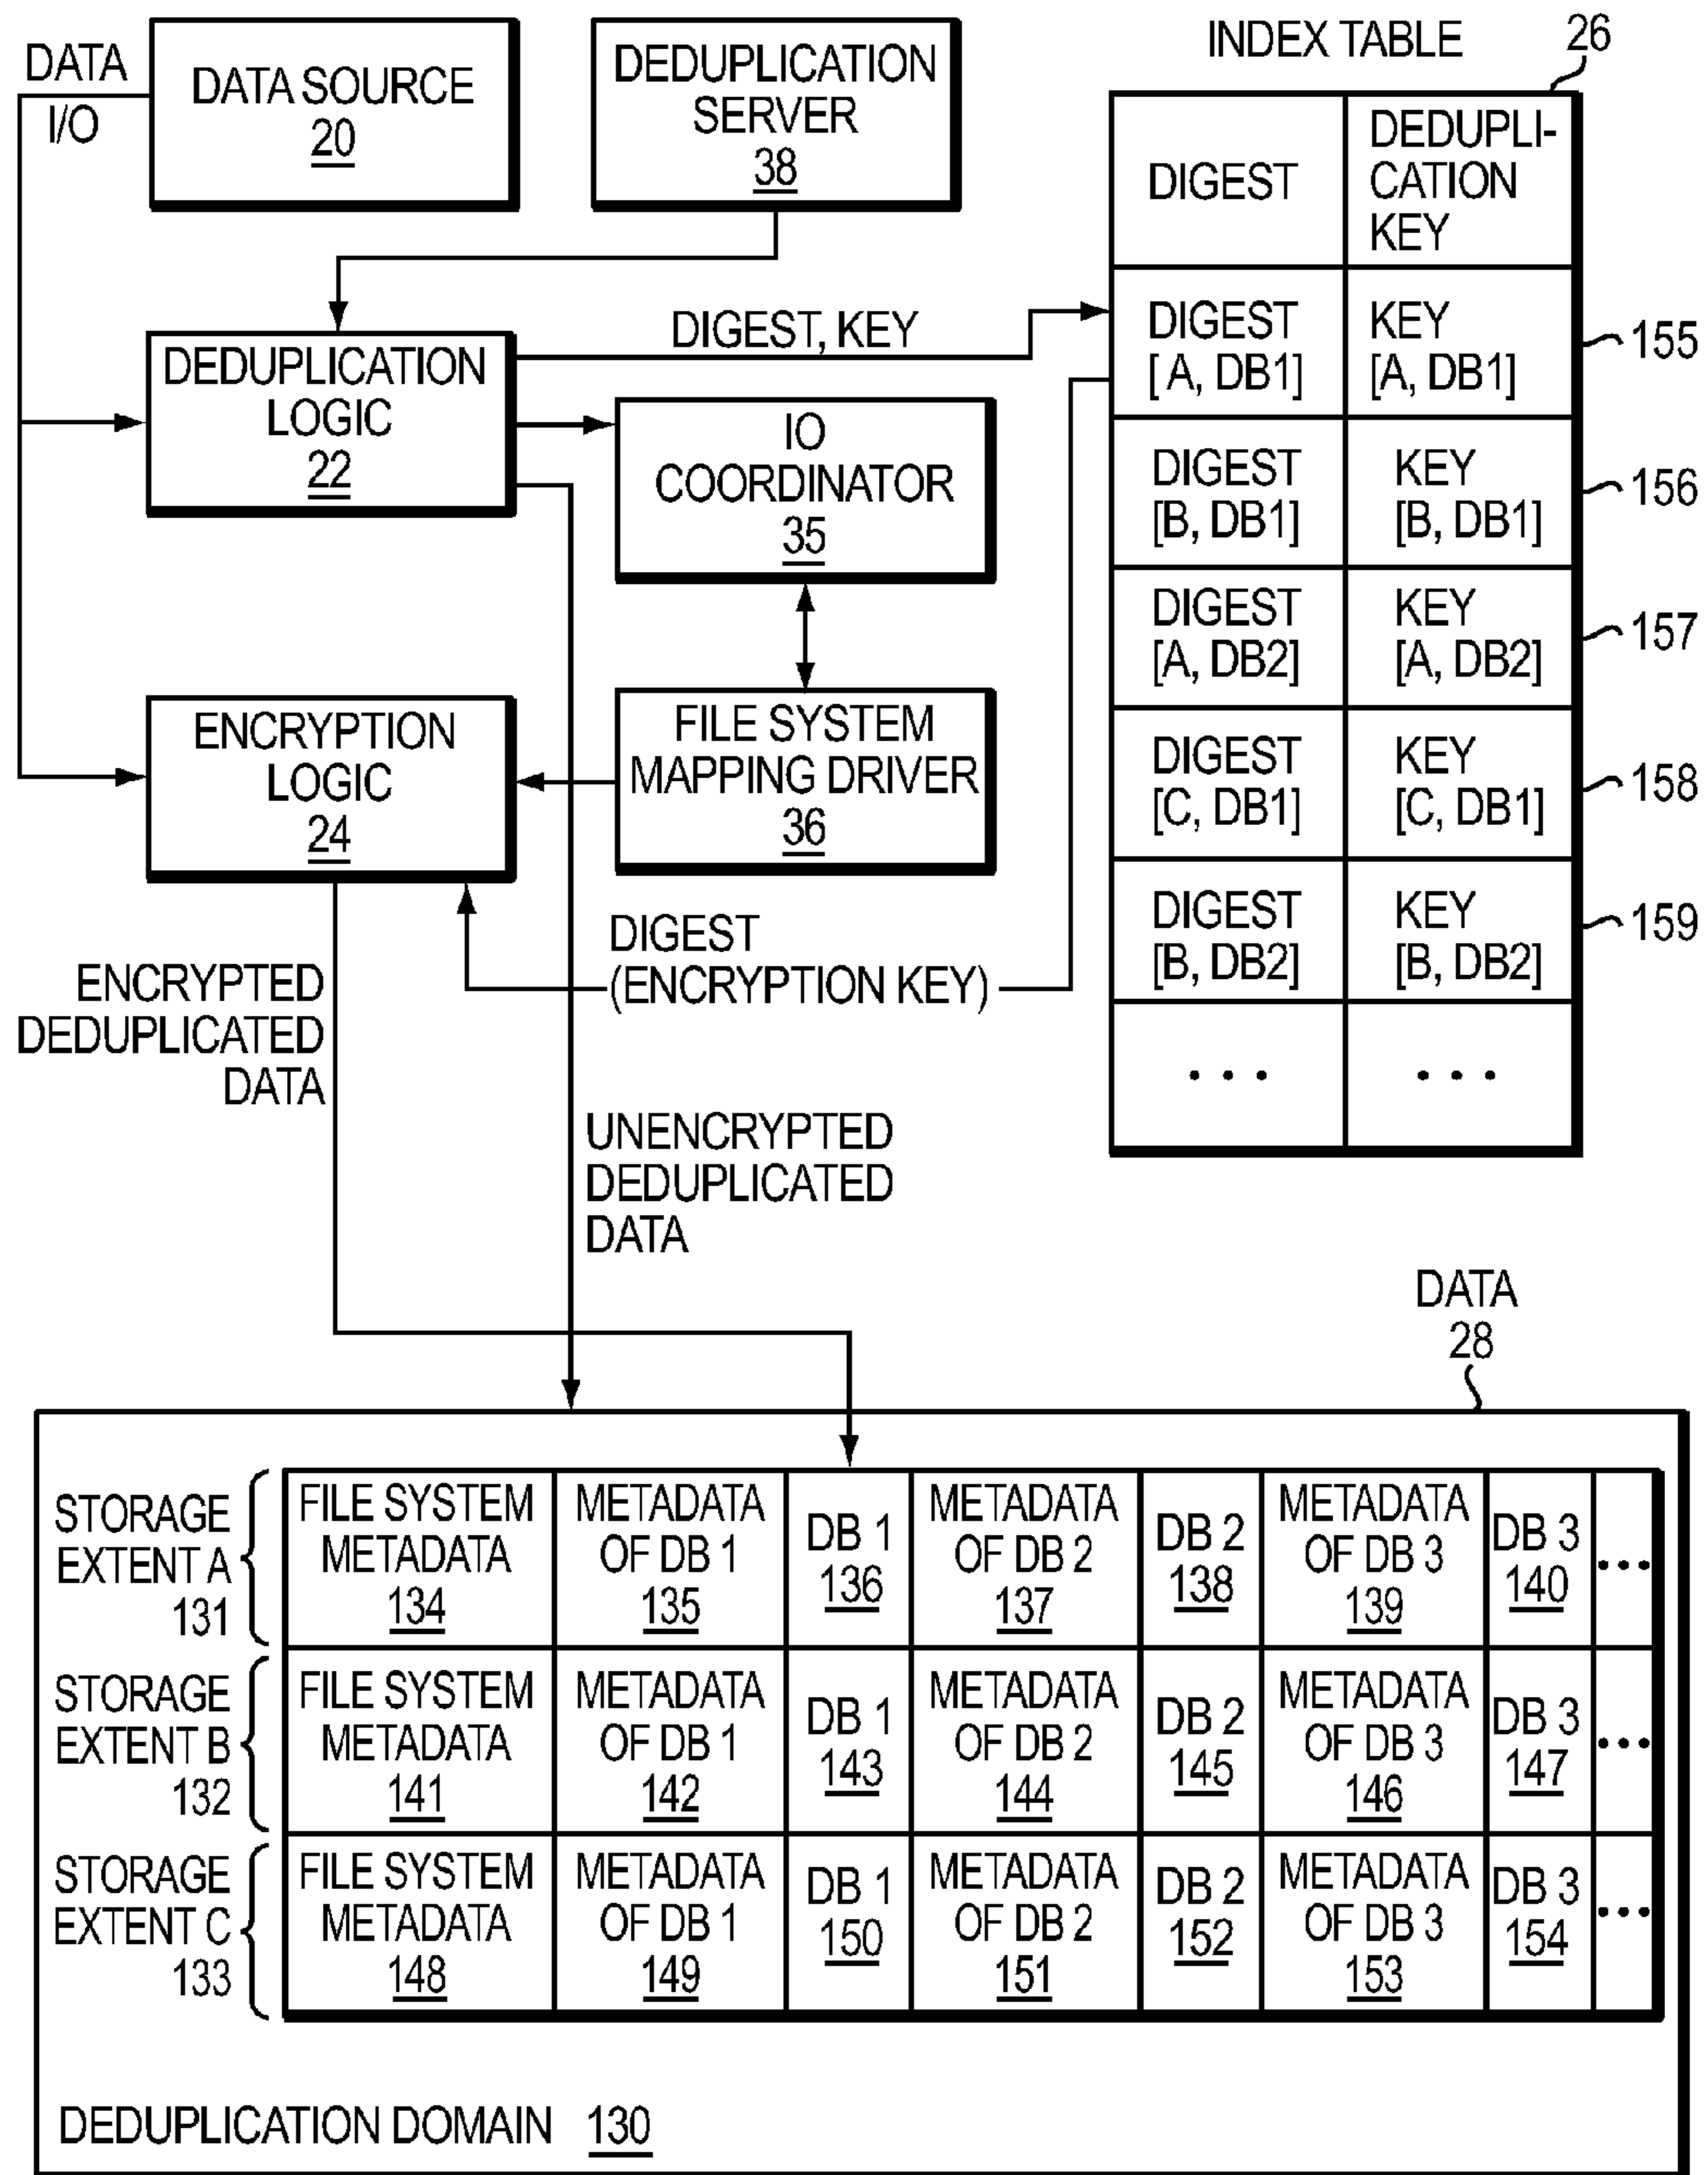 DATA
I/O
DATA SOURCE
20
DEDUPLICATION
SERVER
38
INDEX TABLE
26
DIGEST
DEDUPLI-
CATION
KEY
DIGEST
[ A, DB1]
KEY
[A, DB1]
155
DIGEST
[B, DB1]
KEY
[B, DB1]
156
DIGEST
[A, DB2]
KEY
[A, DB2]
157
DIGEST
[C, DB1]
KEY
[C, DB1]
158
DIGEST
[B, DB2]
KEY
[B, DB2]
159
• • •
• • •
DEDUPLICATION
LOGIC
22
DIGEST, KEY
IO
COORDINATOR
35
ENCRYPTION
LOGIC
24
FILE SYSTEM
MAPPING DRIVER
36
DIGEST
(ENCRYPTION KEY)
ENCRYPTED
DEDUPLICATED
DATA
UNENCRYPTED
DEDUPLICATED
DATA
DATA
28
STORAGE
EXTENT A
131
FILE SYSTEM
METADATA
134
METADATA
OF DB 1
135
DB 1
136
METADATA
OF DB 2
137
DB 2
138
METADATA
OF DB 3
139
DB 3
140
• • •
STORAGE
EXTENT B
132
FILE SYSTEM
METADATA
141
METADATA
OF DB 1
142
DB 1
143
METADATA
OF DB 2
144
DB 2
145
METADATA
OF DB 3
146
DB 3
147
• • •
STORAGE
EXTENT C
133
FILE SYSTEM
METADATA
148
METADATA
OF DB 1
149
DB 1
150
METADATA
OF DB 2
151
DB 2
152
METADATA
OF DB 3
153
DB 3
154
• • •
DEDUPLICATION DOMAIN 130